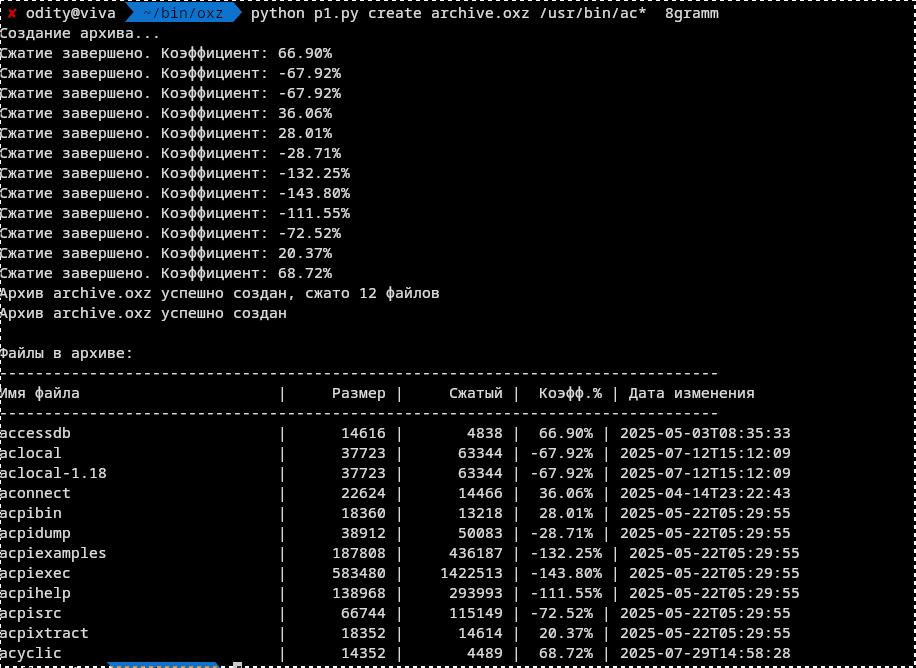 ✘ odity@viva ~/bin/oxz python p1.py create archive.oxz /usr/bin/ac* 8gramm
Создание архива...
Сжатие завершено. Коэффициент: 66.90%
Сжатие завершено. Коэффициент: -67.92%
Сжатие завершено. Коэффициент: -67.92%
Сжатие завершено. Коэффициент: 36.06%
Сжатие завершено. Коэффициент: 28.01%
Сжатие завершено. Коэффициент: -28.71%
Сжатие завершено. Коэффициент: -132.25%
Сжатие завершено. Коэффициент: -143.80%
Сжатие завершено. Коэффициент: -111.55%
Сжатие завершено. Коэффициент: -72.52%
Сжатие завершено. Коэффициент: 20.37%
Сжатие завершено. Коэффициент: 68.72%
Архив archive.oxz успешно создан, сжато 12 файлов
Архив archive.oxz успешно создан
Файлы в архиве:
--------------------------------------------------------------------------------
Имя файла | Размер | Сжатый | Коэфф.% | Дата изменения
--------------------------------------------------------------------------------
accessdb | 14616 | 4838 | 66.90% | 2025-05-03T08:35:33
aclocal | 37723 | 63344 | -67.92% | 2025-07-12T15:12:09
aclocal-1.18 | 37723 | 63344 | -67.92% | 2025-07-12T15:12:09
aconnect | 22624 | 14466 | 36.06% | 2025-04-14T23:22:43
acpibin | 18360 | 13218 | 28.01% | 2025-05-22T05:29:55
acpidump | 38912 | 50083 | -28.71% | 2025-05-22T05:29:55
acpiexamples | 187808 | 436187 | -132.25% | 2025-05-22T05:29:55
acpiexec | 583480 | 1422513 | -143.80% | 2025-05-22T05:29:55
acpihelp | 138968 | 293993 | -111.55% | 2025-05-22T05:29:55
acpisrc | 66744 | 115149 | -72.52% | 2025-05-22T05:29:55
acpixtract | 18352 | 14614 | 20.37% | 2025-05-22T05:29:55
acyclic | 14352 | 4489 | 68.72% | 2025-07-29T14:58:28